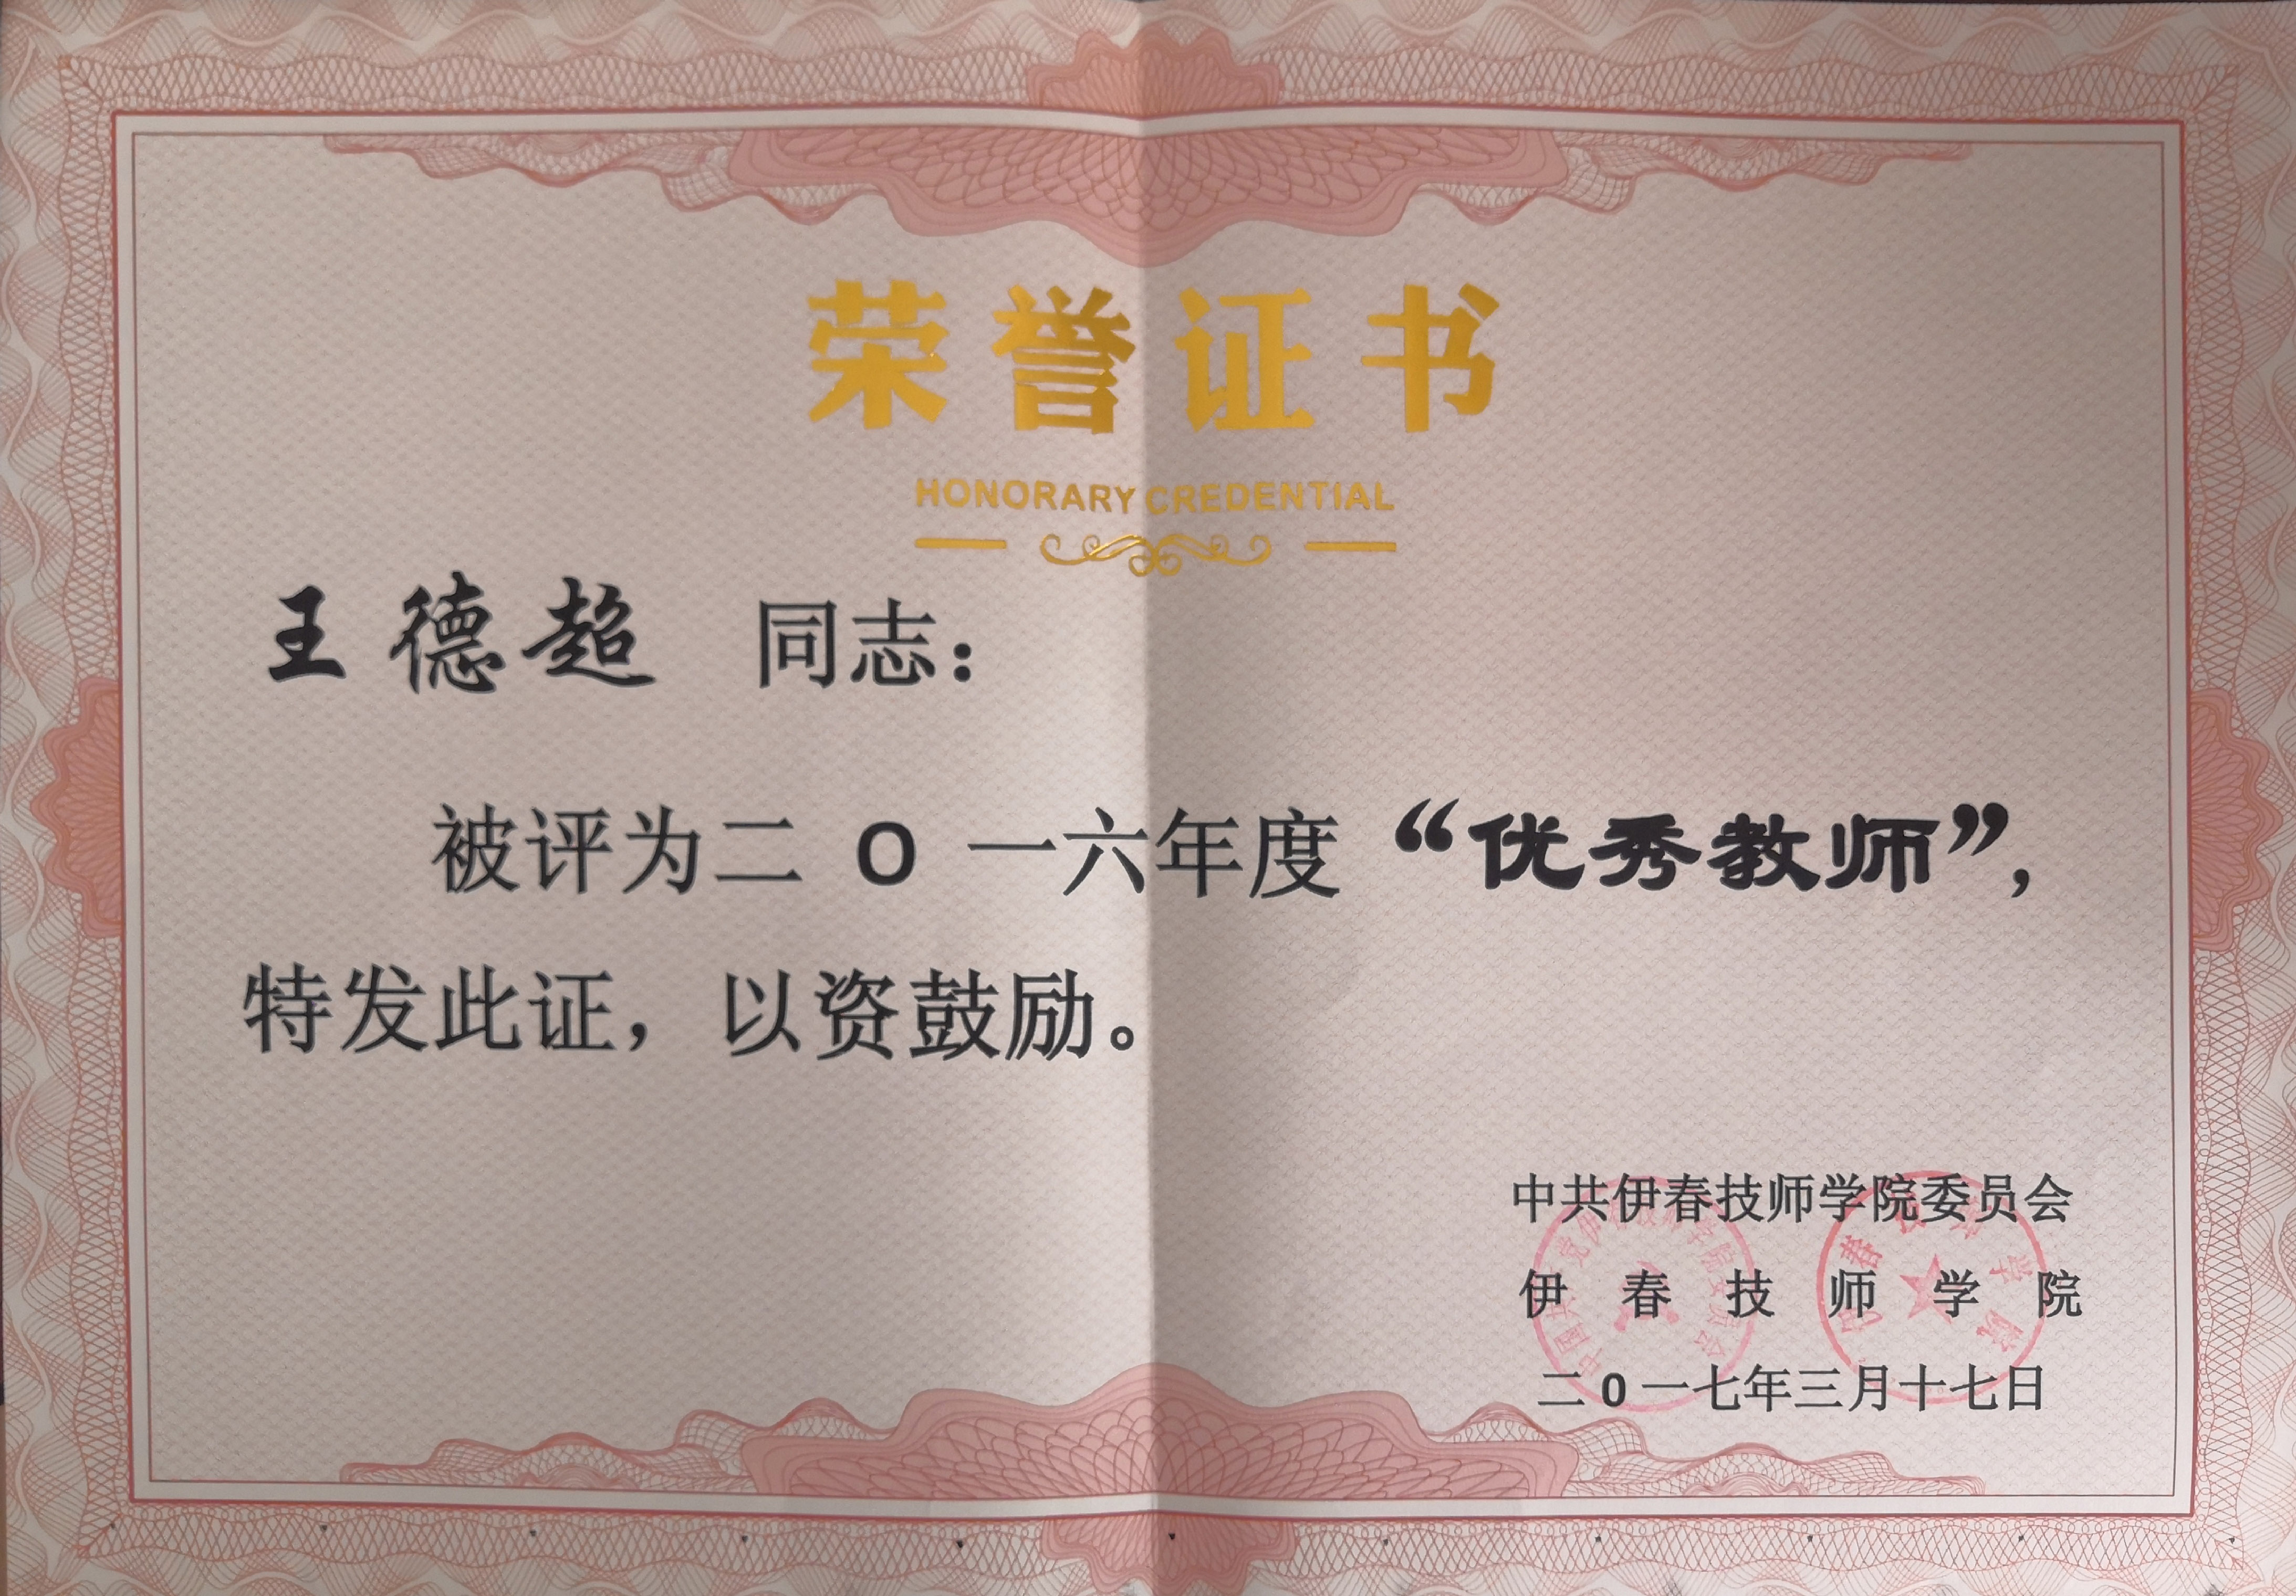 荣誉证书
HONORARY CREDENTIAL
王德超 同志：
被评为二O一六年度“优秀教师”，
特发此证，以资鼓励。
中共伊春技师学院委员会
伊春技师学院
二0一七年三月十七日